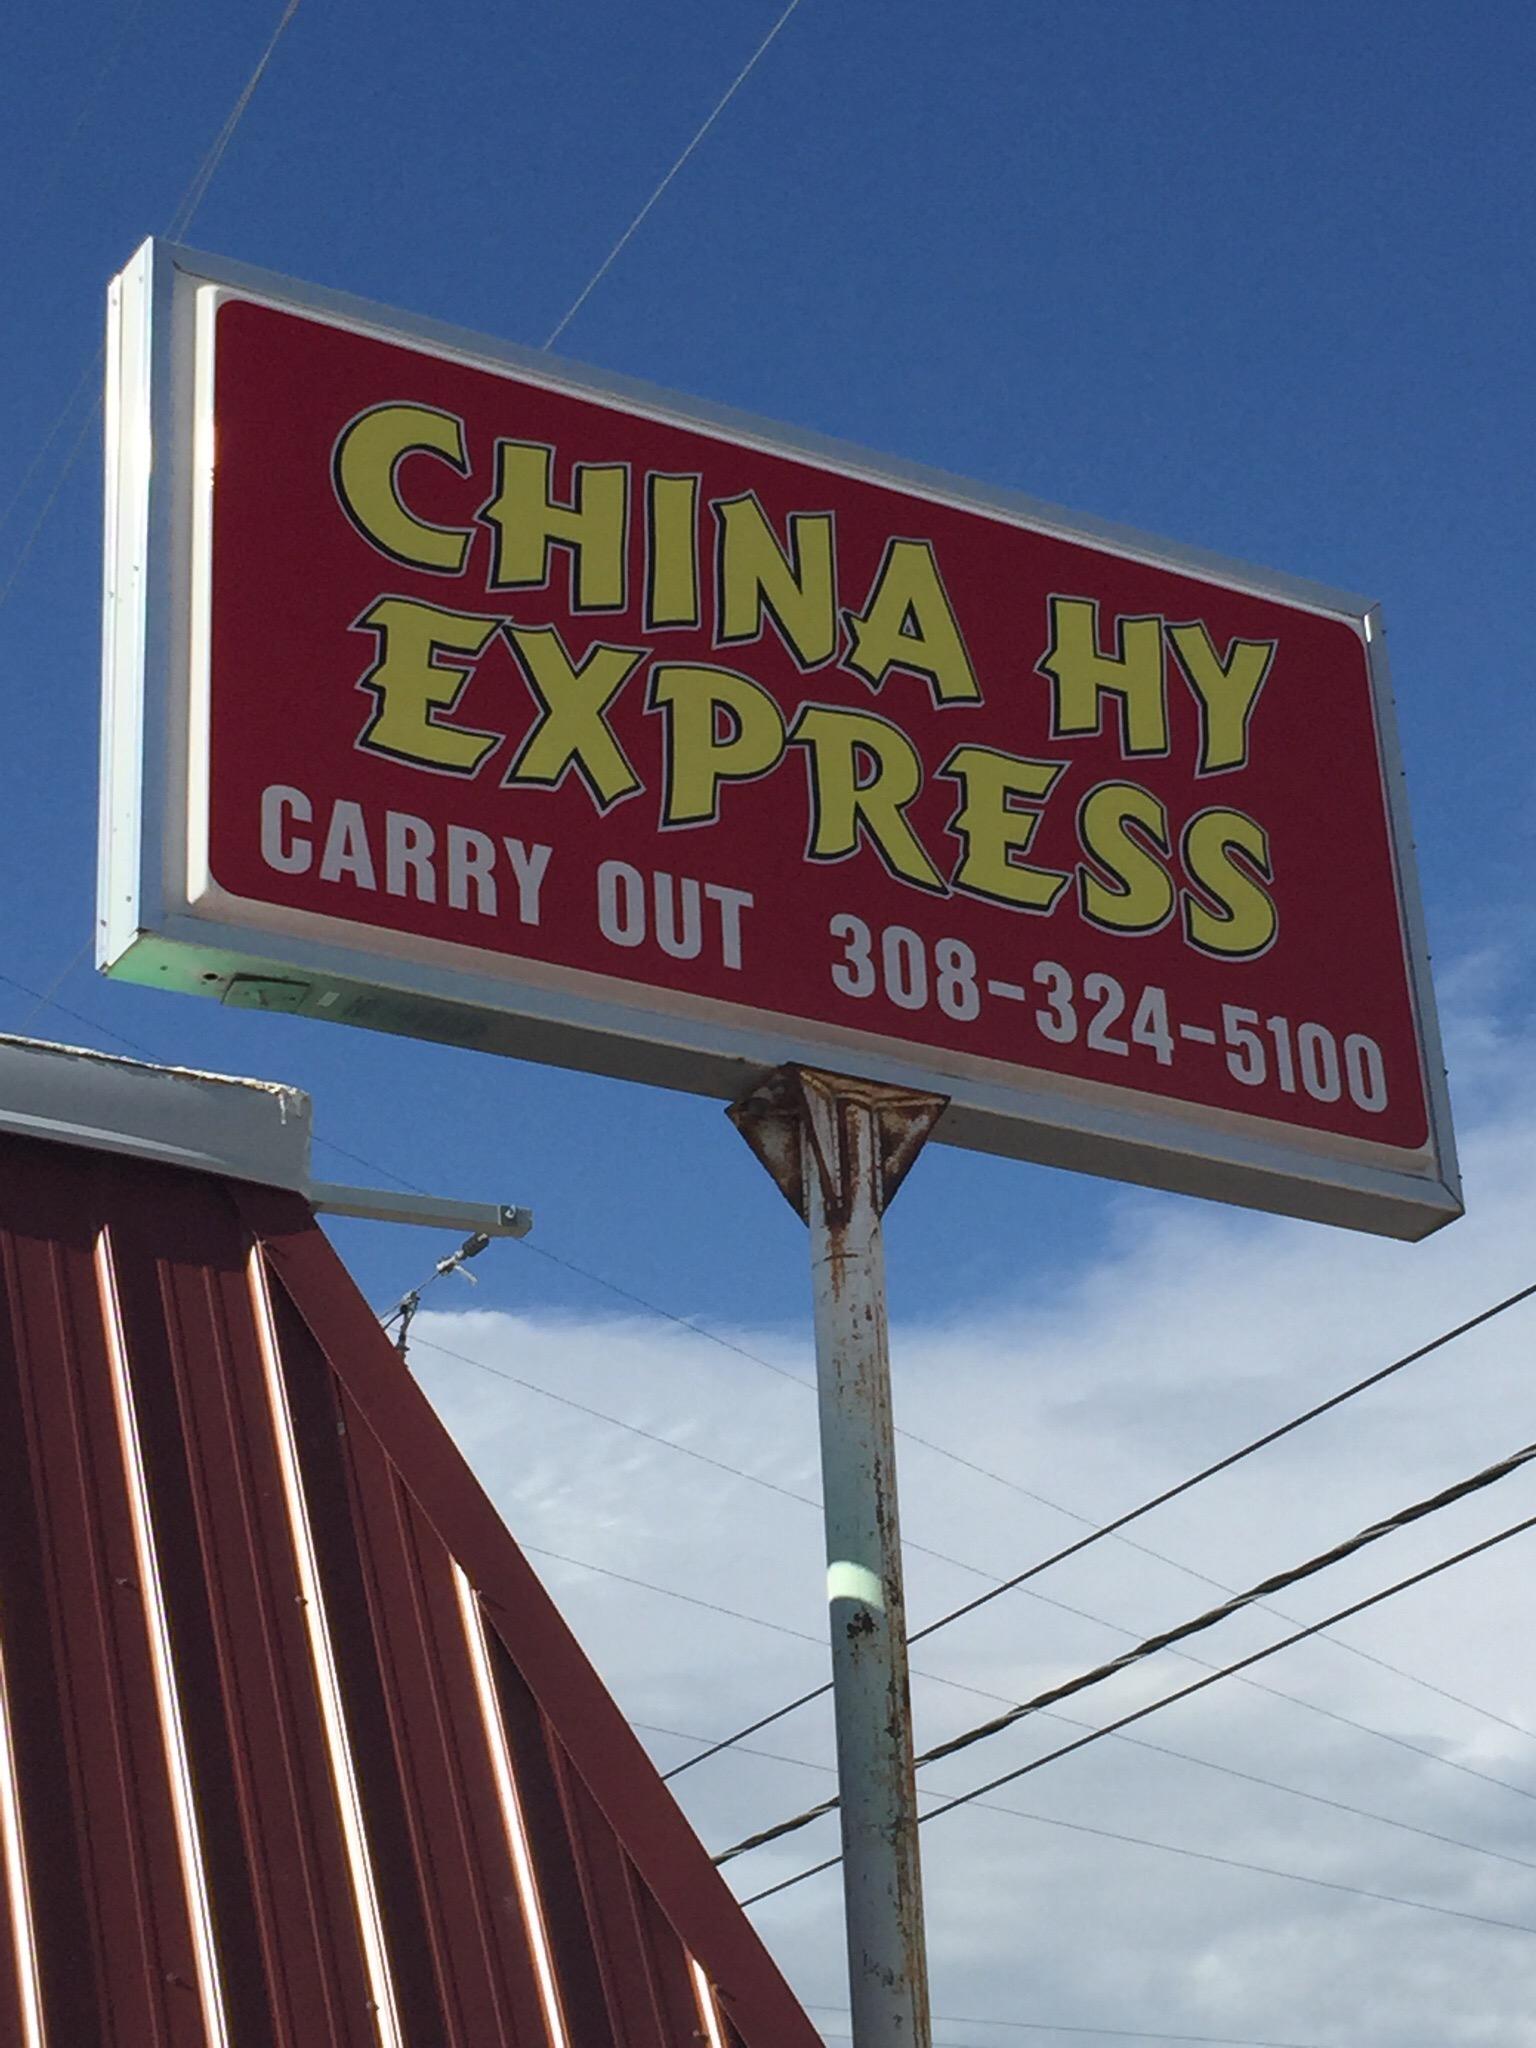 CHINA HY
EXPRESS
CARRY OUT 308-324-5100